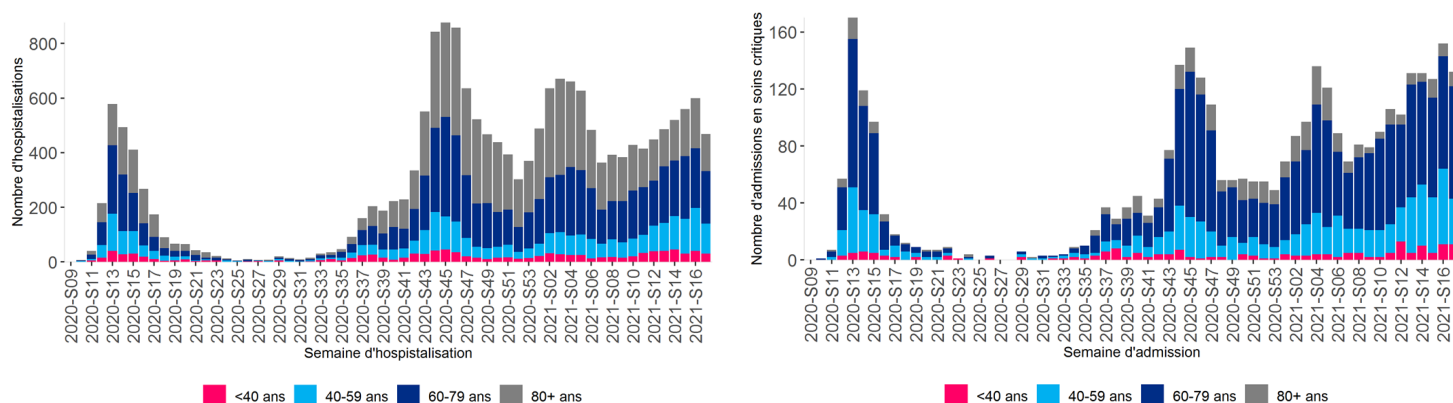 Nombre d'hospistalisations
800
600
400
200
0
2020-S09
2020-S11
2020-S13
2020-S15
2020-S17
2020-S19
2020-S21
2020-S23
2020-S25
2020-S27
2020-S29
2020-S31
2020-S33
2020-S35
2020-S37
2020-S39
2020-S41
2020-S43
2020-S45
2020-S47
2020-S49
2020-S51
2020-S53
2021-S02
2021-S04
2021-S06
2021-S08
2021-S10
2021-S12
2021-S14
2021-S16
Semaine d'hospistalisation
<40 ans 40-59 ans 60-79 ans 80+ ans
Nombre d'admissions en soins critiques
160
120
80
40
0
2020-S09
2020-S11
2020-S13
2020-S15
2020-S17
2020-S19
2020-S21
2020-S23
2020-S25
2020-S27
2020-S29
2020-S31
2020-S33
2020-S35
2020-S37
2020-S39
2020-S41
2020-S43
2020-S45
2020-S47
2020-S49
2020-S51
2020-S53
2021-S02
2021-S04
2021-S06
2021-S08
2021-S10
2021-S12
2021-S14
2021-S16
Semaine d'admission
<40 ans 40-59 ans 60-79 ans 80+ ans